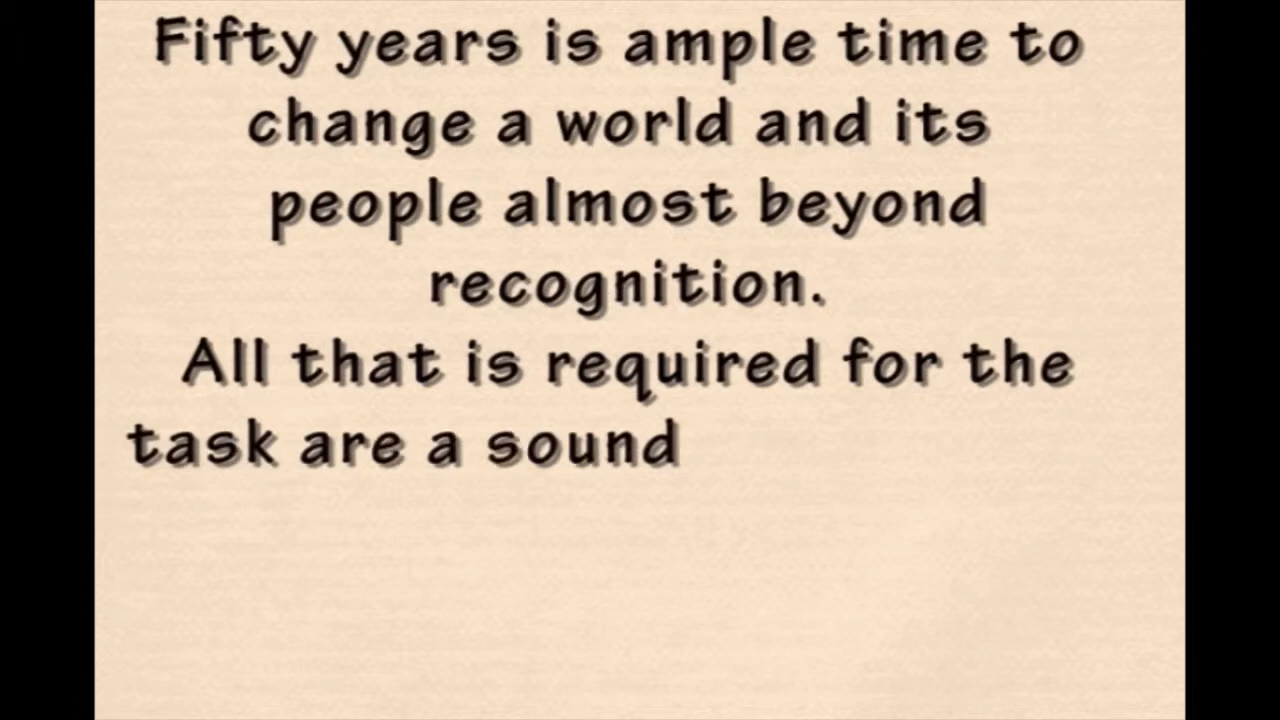 Fifty years is ample time to
change a world and its
people almost beyond
recognition.
All that is required for the
task are a sound